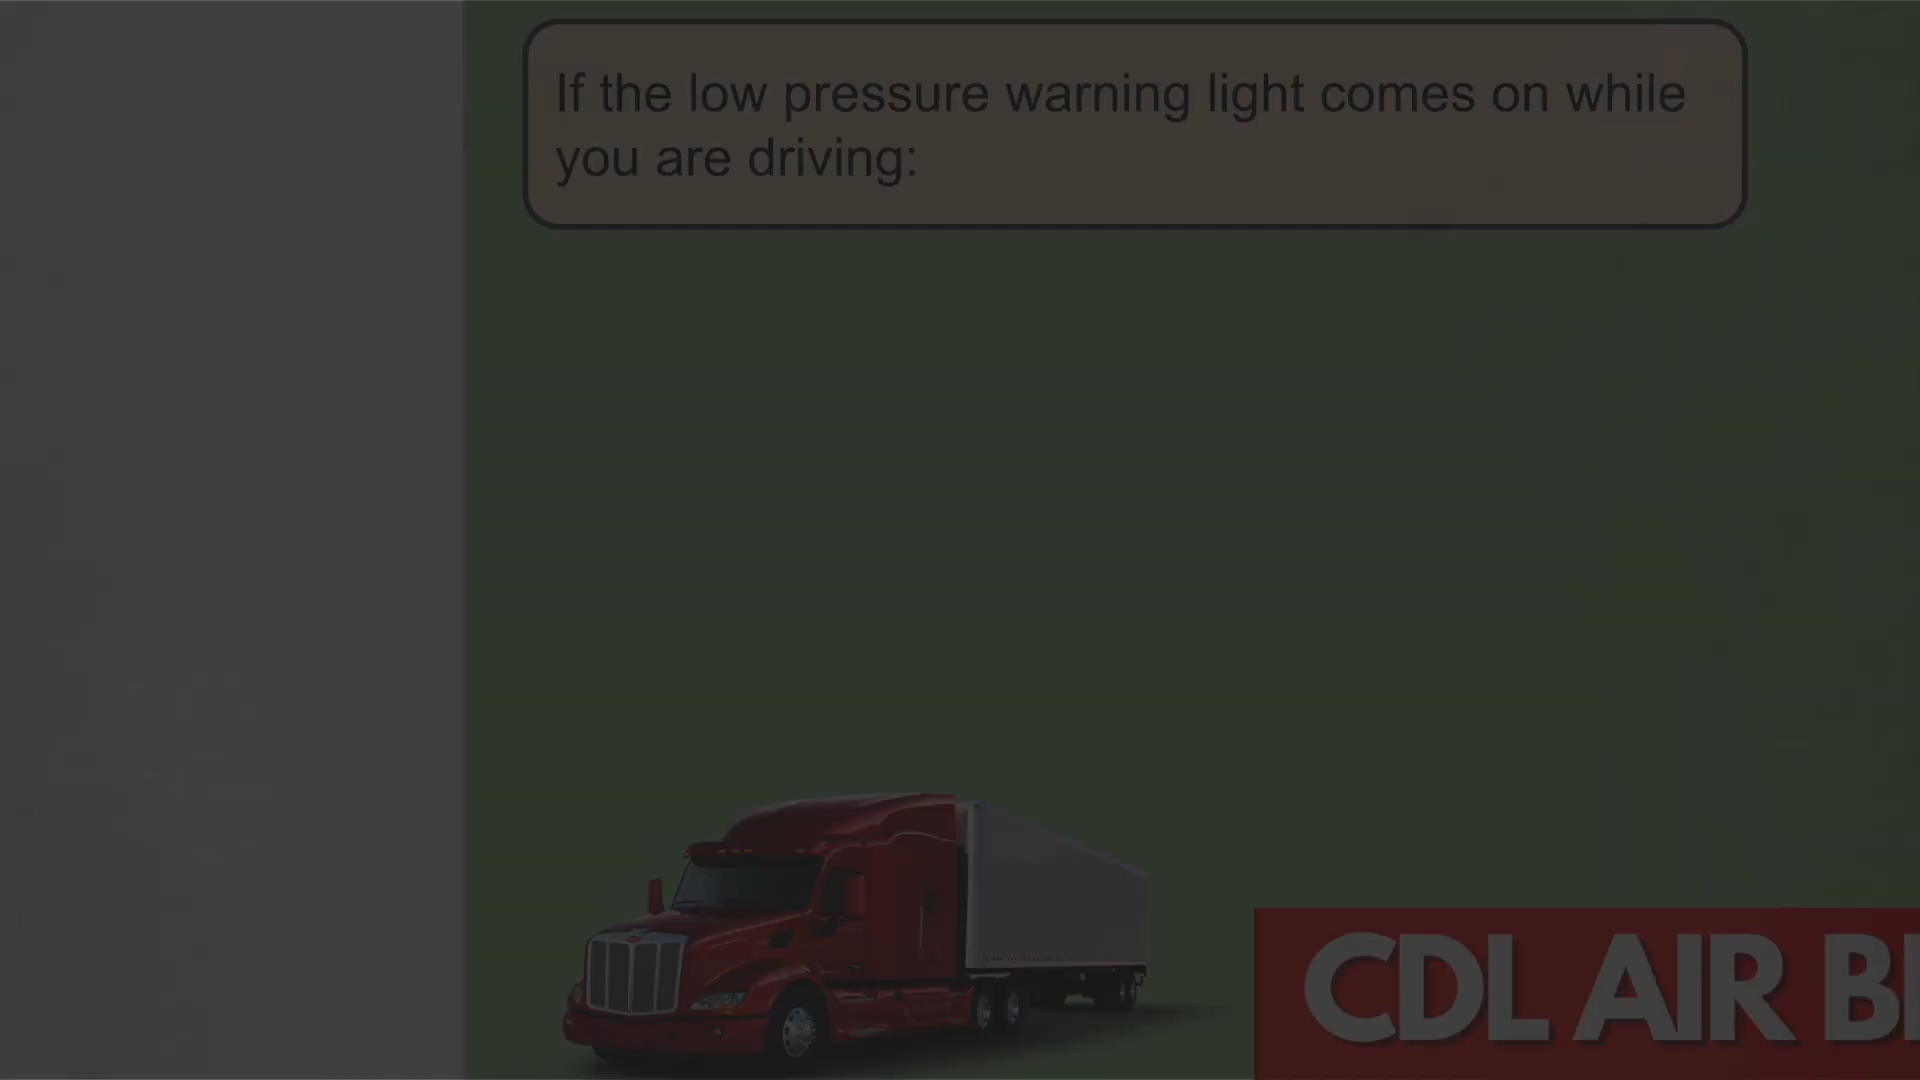 If the low pressure warning light comes on while
you are driving:
CDL AIR